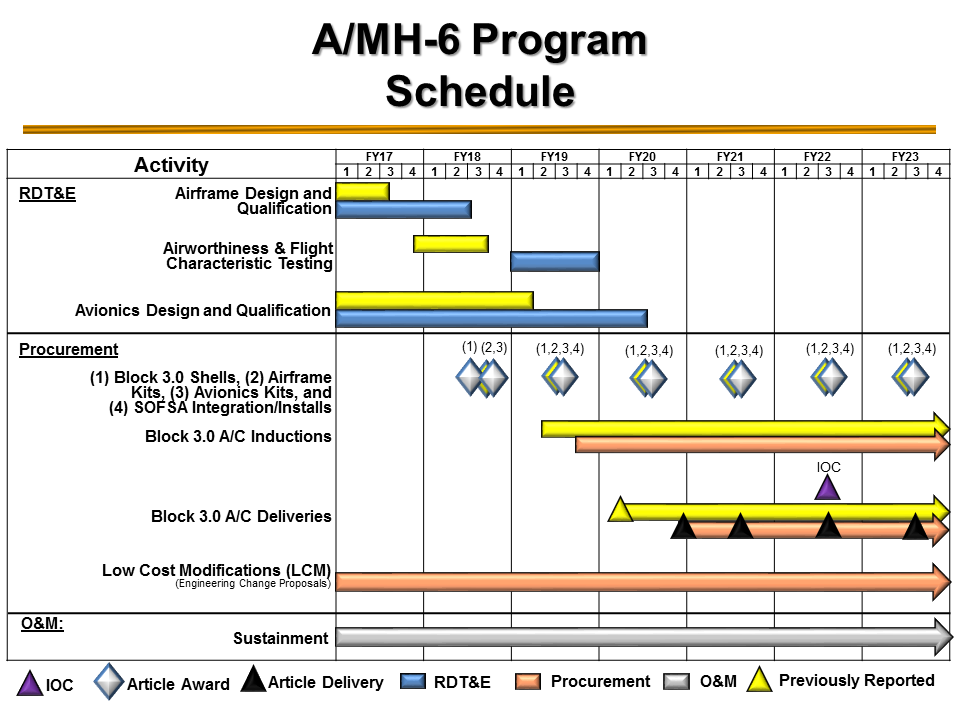 A/MH-6 Program
Schedule
Activity
FY17 FY18 FY19 FY20 FY21 FY22 FY23
1 2 3 4 1 2 3 4 1 2 3 4 1 2 3 4 1 2 3 4 1 2 3 4 1 2 3 4
RDT&E Airframe Design and
Qualification
Airworthiness & Flight
Characteristic Testing
Avionics Design and Qualification
Procurement
(1) (2,3) (1,2,3,4) (1,2,3,4) (1,2,3,4) (1,2,3,4) (1,2,3,4)
(1) Block 3.0 Shells, (2) Airframe
Kits, (3) Avionics Kits, and
(4) SOFSA Integration/Installs
Block 3.0 A/C Inductions
IOC
Block 3.0 A/C Deliveries
Low Cost Modifications (LCM)
(Engineering Change Proposals)
O&M:
Sustainment
IOC Article Award Article Delivery RDT&E Procurement O&M Previously Reported